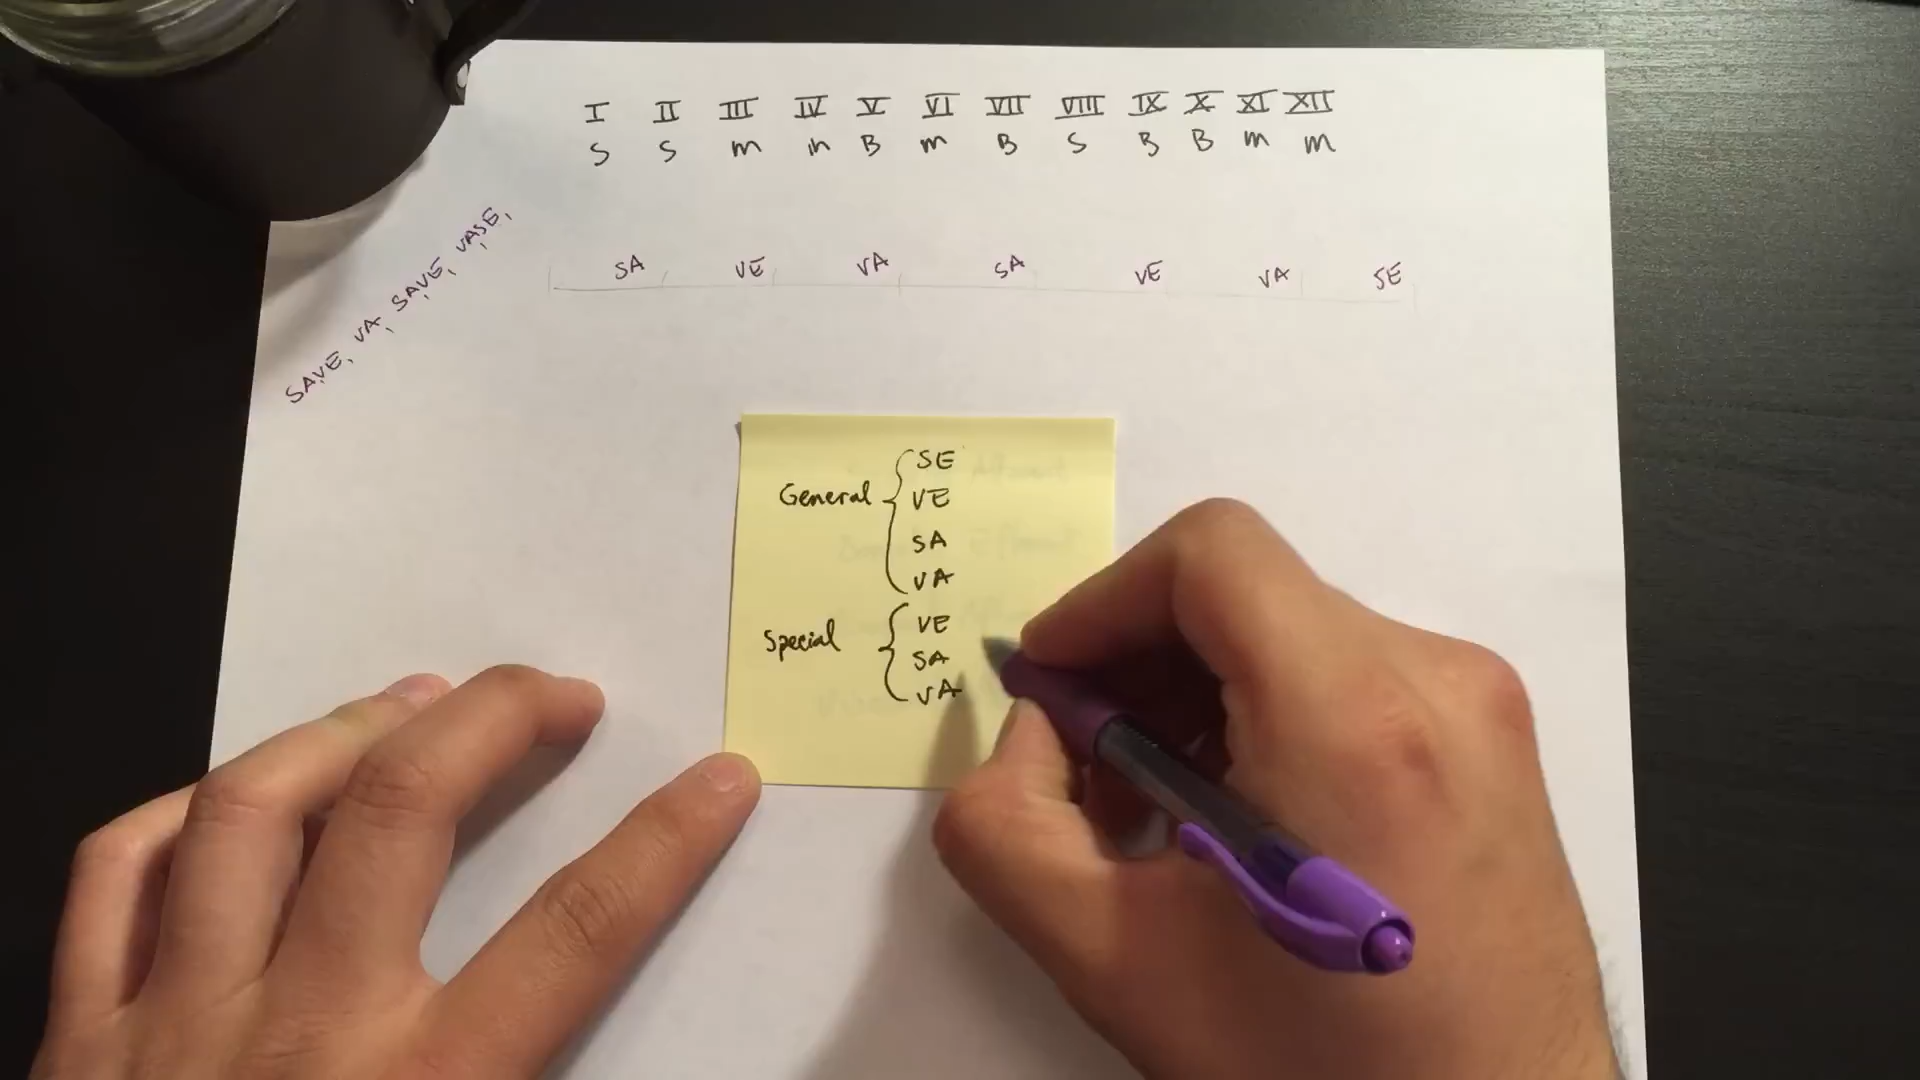 I II III IV V VI VII VIII IX X XI XII
S S m m B m B S B B m m
SAVE, VA, SAVE, VASE,
SA VE VA SA VE VA SE
General
SE
VE
SA
VA
Special
VE
SA
VA